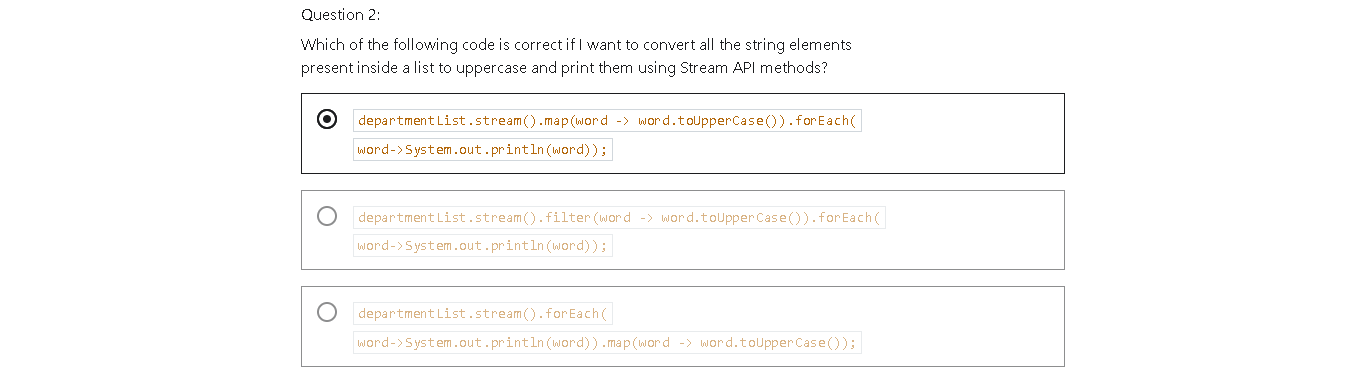 Question 2:
Which of the following code is correct if I want to convert all the string elements
present inside a list to uppercase and print them using Stream API methods?
departmentList.stream().map(word -> word.toUpperCase()).forEach(
word->System.out.println(word));
departmentList.stream().filter(word -> word.toUpperCase()).forEach(
word->System.out.println(word));
departmentList.stream().forEach(
word->System.out.println(word)).map(word -> word.toUpperCase());